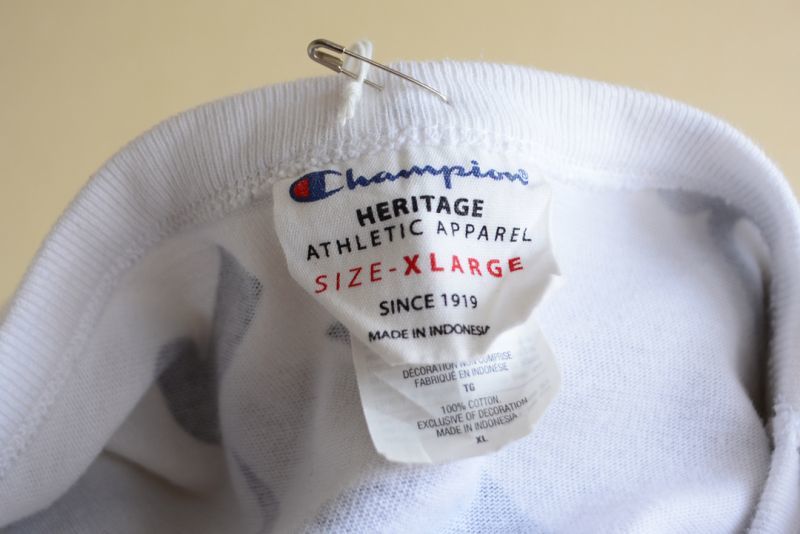 Champion®
HERITAGE
ATHLETIC APPAREL
SIZE-XLARGE
SINCE 1919
MADE IN INDONESIA
DÉCORATION NON COMPRISE
FABRIQUÉ EN INDONÉSIE
TG
100% COTTON.
EXCLUSIVE OF DECORATION
MADE IN INDONESIA
XL